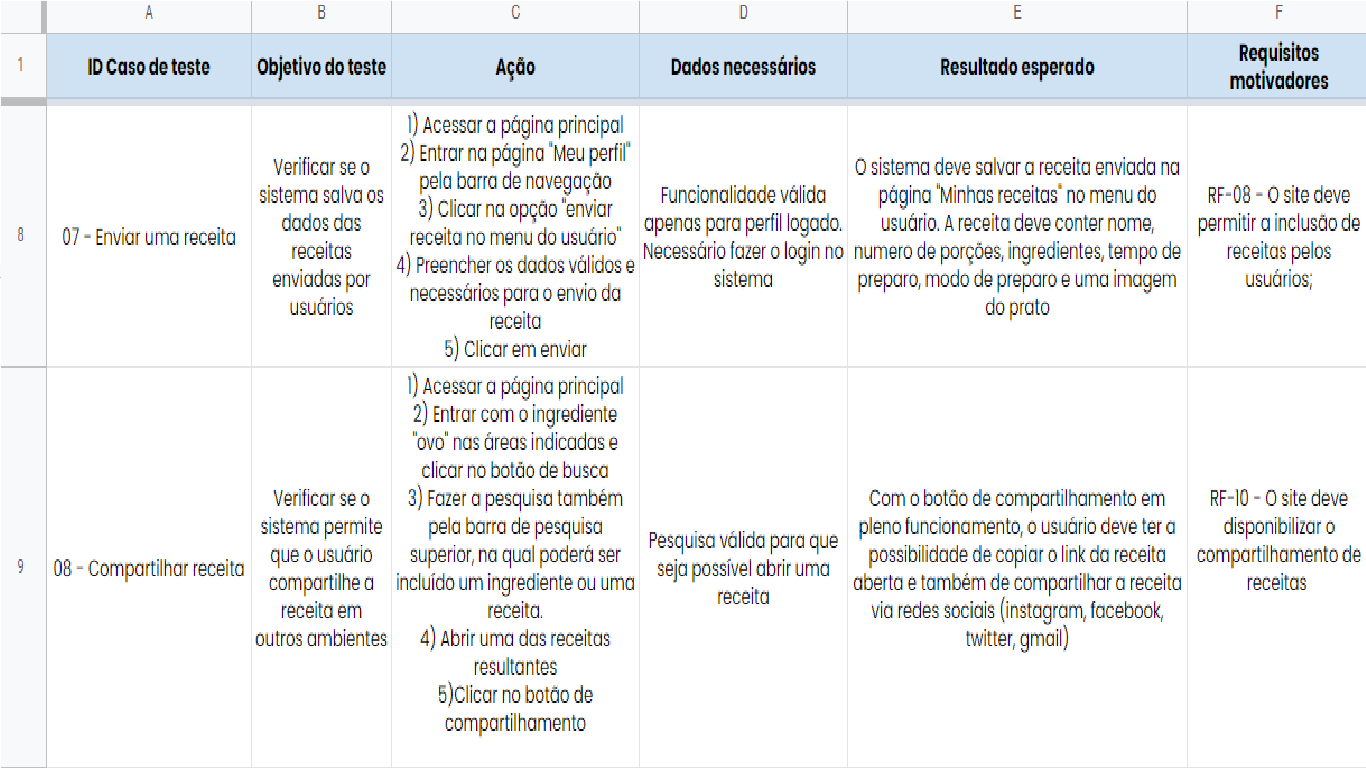 A B C D E F
1
ID Caso de teste
Objetivo do teste
Ação
Dados necessários
Resultado esperado
Requisitos
motivadores
8
07 - Enviar uma receita
Verificar se o
sistema salva os
dados das
receitas
enviadas por
usuários
1) Acessar a página principal
2) Entrar na página "Meu perfil"
pela barra de navegação
3) Clicar na opção "enviar
receita no menu do usuário"
4) Preencher os dados válidos e
necessários para o envio da
receita
5) Clicar em enviar
Funcionalidade válida
apenas para perfil logado.
Necessário fazer o login no
sistema
O sistema deve salvar a receita enviada na
página "Minhas receitas" no menu do
usuário. A receita deve conter nome,
numero de porções, ingredientes, tempo de
preparo, modo de preparo e uma imagem
do prato
RF-08 - O site deve
permitir a inclusão de
receitas pelos
usuários;
9
08 - Compartilhar receita
Verificar se o
sistema permite
que o usuário
compartilhe a
receita em
outros ambientes
1) Acessar a página principal
2) Entrar com o ingrediente
"ovo" nas áreas indicadas e
clicar no botão de busca
3) Fazer a pesquisa também
pela barra de pesquisa
superior, na qual poderá ser
incluído um ingrediente ou uma
receita.
4) Abrir uma das receitas
resultantes
5)Clicar no botão de
compartilhamento
Pesquisa válida para que
seja possível abrir uma
receita
Com o botão de compartilhamento em
pleno funcionamento, o usuário deve ter a
possibilidade de copiar o link da receita
aberta e também de compartilhar a receita
via redes sociais (instagram, facebook,
twitter, gmail)
RF-10 - O site deve
disponibilizar o
compartilhamento de
receitas